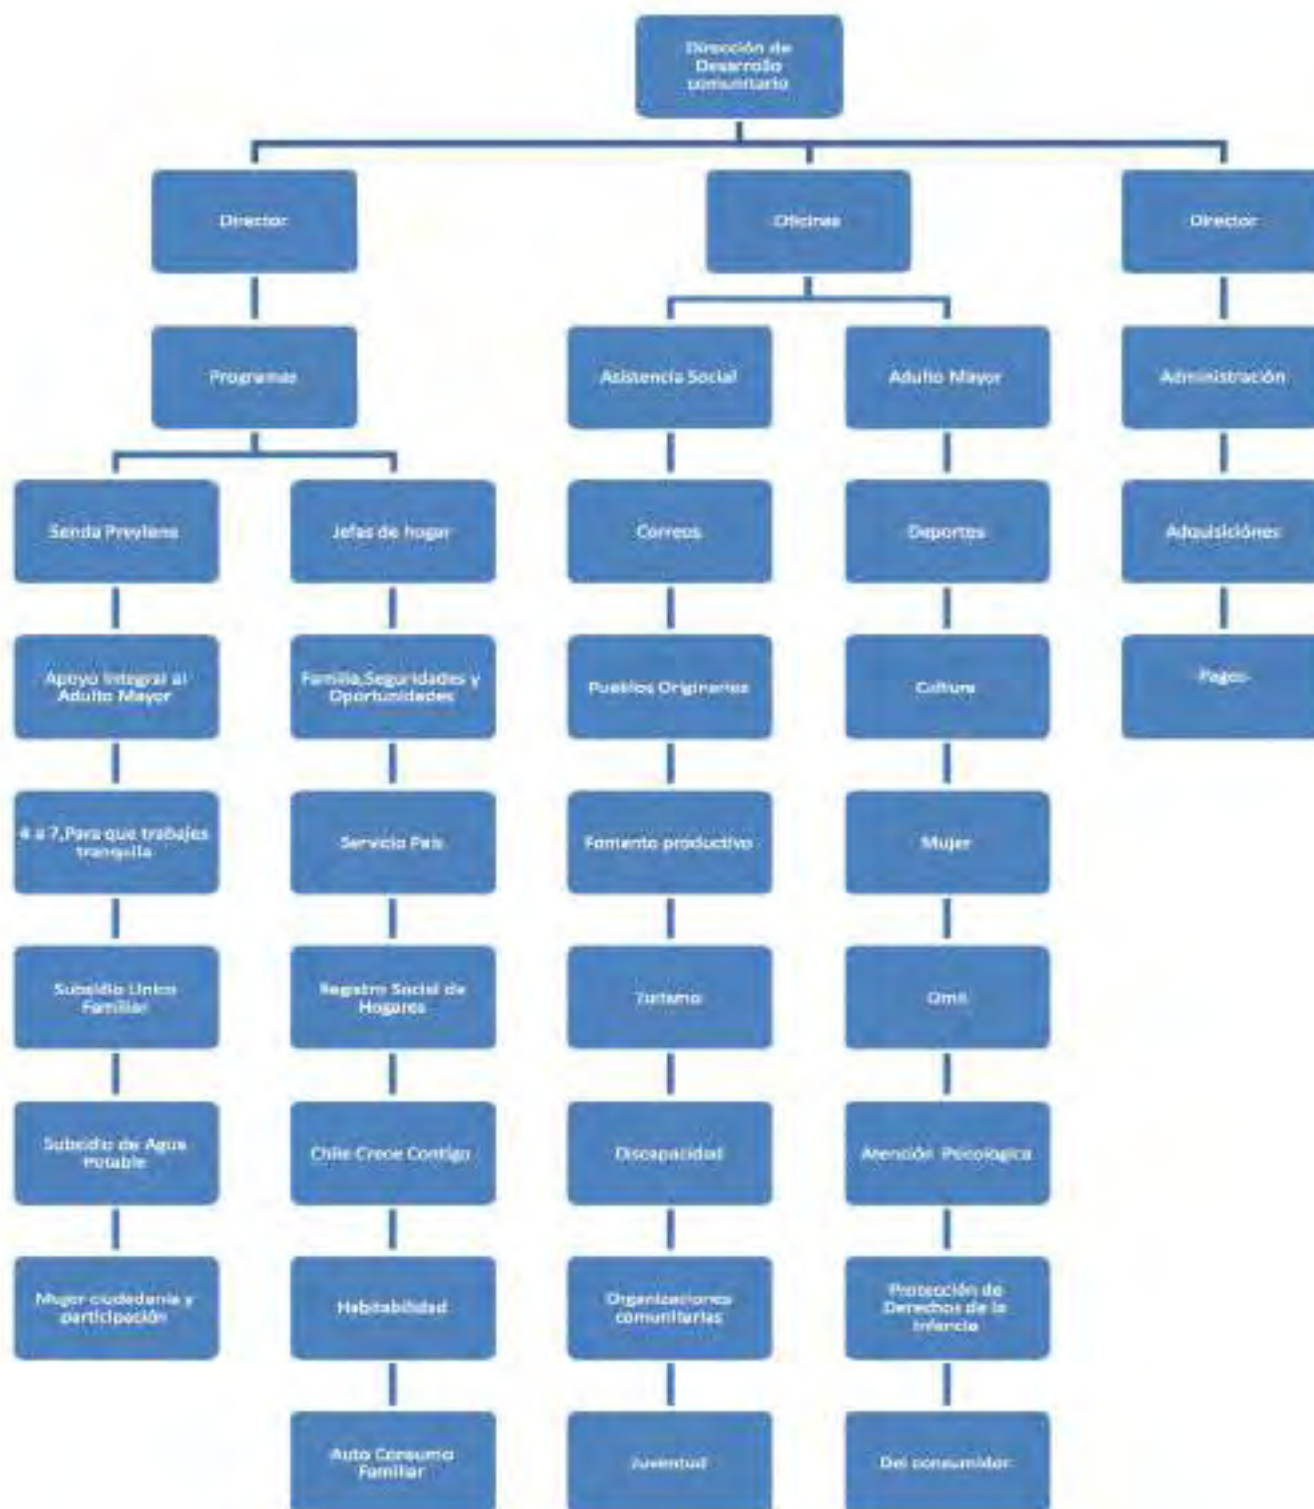 Dirección de
Desarrollo
comunitario
Director
Oficinas
Director
Programas
Asistencia Social
Adulto Mayor
Administración
Senda Previene
Jefas de hogar
Correos
Deportes
Adquisiciónes
Apoyo Integral al
Adulto Mayor
Familia,Seguridades y
Oportunidades
Pueblos Originarios
Cultura
Pagos
4 a 7,Para que trabajes
tranquila
Servicio País
Fomento productivo
Mujer
Subsidio Unico
Familiar
Registro Social de
Hogares
Turismo
Omil
Subsidio de Agua
Potable
Chile Crece Contigo
Discapacidad
Atención Psicologica
Mujer ciudadania y
participación
Habitabilidad
Organizaciones
comunitarias
Protección de
Derechos de la
Infancia
Auto Consumo
Familiar
Juventud
Del consumidor